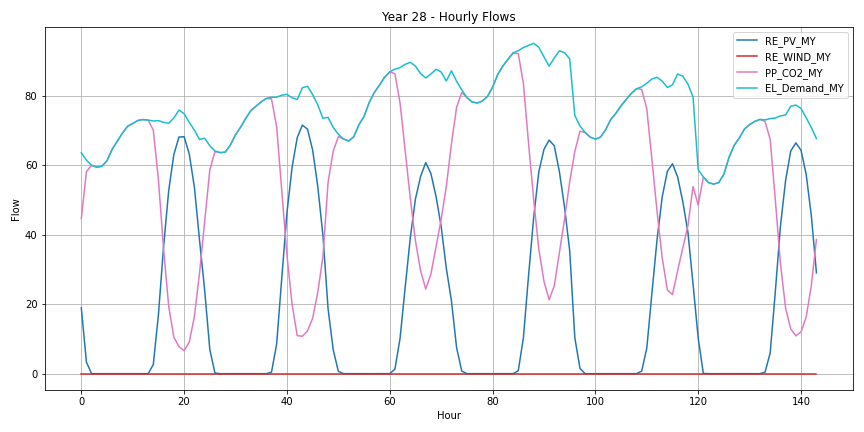 Year 28 - Hourly Flows
RE_PV_MY
RE_WIND_MY
PP_CO2_MY
EL_Demand_MY
Flow
80
60
40
20
0
0 20 40 60 80 100 120 140
Hour